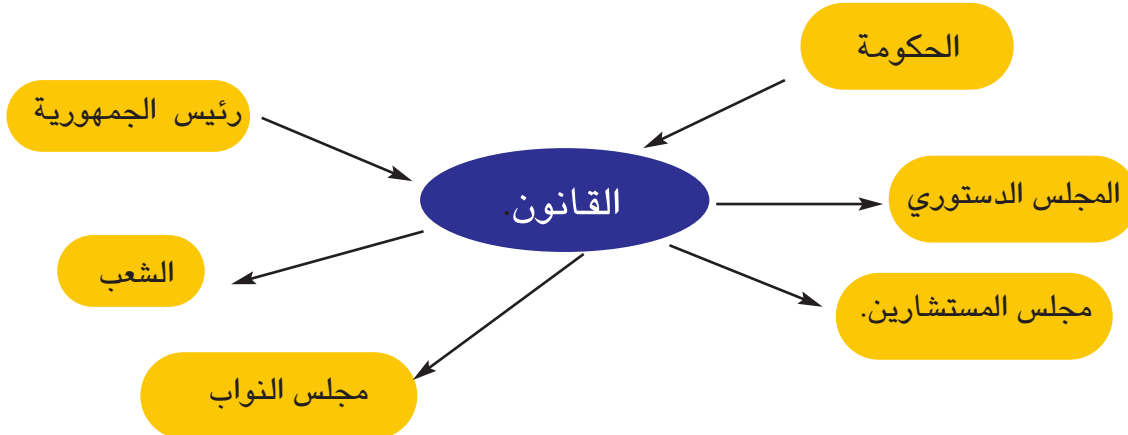 الحكومة
رئيس الجمهورية
القانون.
المجلس الدستوري
الشعب
مجلس المستشارين.
مجلس النواب